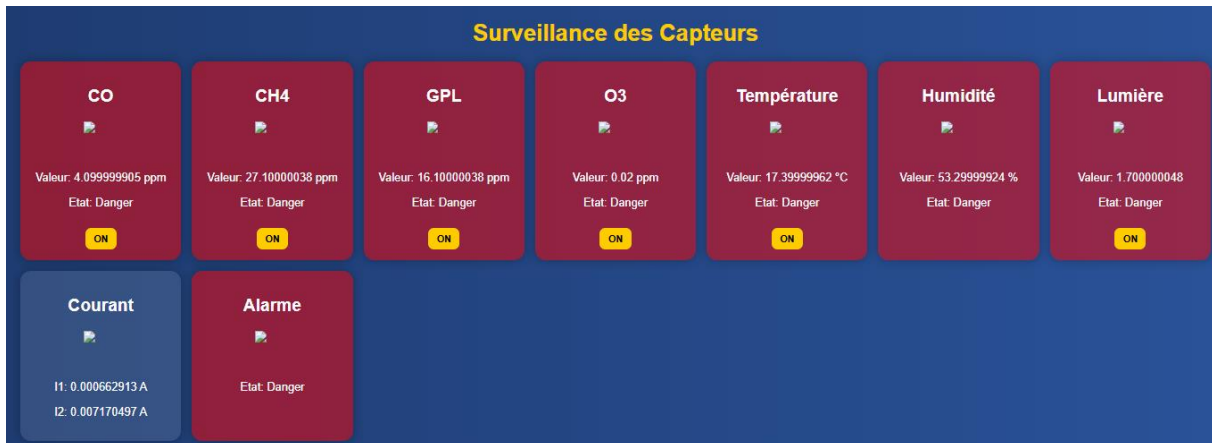 Surveillance des Capteurs
CO
Valeur: 4.099999905 ppm
Etat: Danger
ON
CH4
Valeur: 27.10000038 ppm
Etat: Danger
ON
GPL
Valeur: 16.10000038 ppm
Etat: Danger
ON
O3
Valeur: 0.02 ppm
Etat: Danger
ON
Température
Valeur: 17.39999962 °C
Etat: Danger
ON
Humidité
Valeur: 53.29999924 %
Etat: Danger
Lumière
Valeur: 1.700000048
Etat: Danger
ON
Courant
I1: 0.000662913 A
I2: 0.007170497 A
Alarme
Etat: Danger